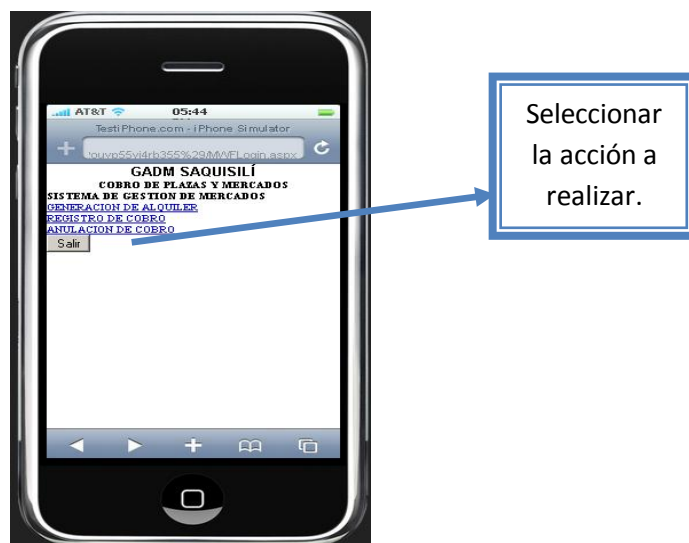 AT&T 05:44
TestiPhone.com - iPhone Simulator
GADM SAQUISILÍ
COBRO DE PLAZAS Y MERCADOS
SISTEMA DE GESTION DE MERCADOS
GENERACION DE ALQUILER
REGISTRO DE COBRO
ANULACION DE COBRO
Salir
Seleccionar
la acción a
realizar.